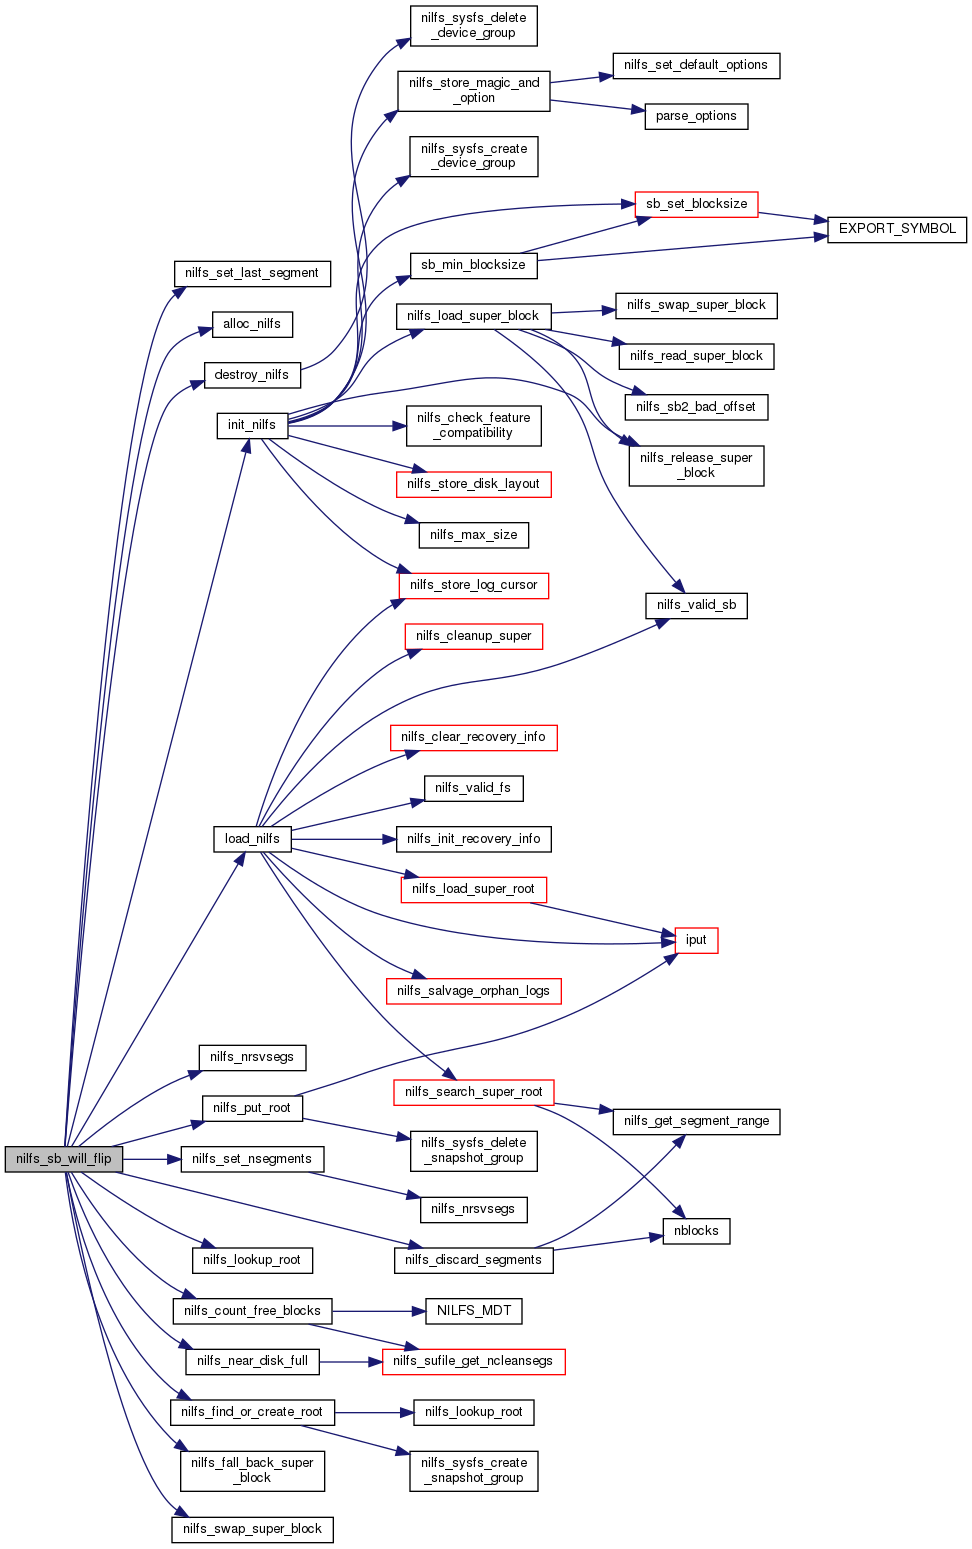 nilfs_sysfs_delete
_device_group
nilfs_set_default_options
nilfs_store_magic_and
_option
parse_options
nilfs_sysfs_create
_device_group
sb_set_blocksize
EXPORT_SYMBOL
sb_min_blocksize
nilfs_set_last_segment
nilfs_swap_super_block
nilfs_load_super_block
alloc_nilfs
nilfs_read_super_block
destroy_nilfs
nilfs_sb2_bad_offset
init_nilfs
nilfs_check_feature
_compatibility
nilfs_release_super
_block
nilfs_store_disk_layout
nilfs_max_size
nilfs_store_log_cursor
nilfs_valid_sb
nilfs_cleanup_super
nilfs_clear_recovery_info
nilfs_valid_fs
load_nilfs
nilfs_init_recovery_info
nilfs_load_super_root
iput
nilfs_salvage_orphan_logs
nilfs_nrsvsegs
nilfs_search_super_root
nilfs_put_root
nilfs_get_segment_range
nilfs_sysfs_delete
_snapshot_group
nilfs_sb_will_flip
nilfs_set_nsegments
nilfs_nrsvsegs
nblocks
nilfs_lookup_root
nilfs_discard_segments
nilfs_count_free_blocks
NILFS_MDT
nilfs_near_disk_full
nilfs_sufile_get_ncleansegs
nilfs_find_or_create_root
nilfs_lookup_root
nilfs_fall_back_super
_block
nilfs_sysfs_create
_snapshot_group
nilfs_swap_super_block